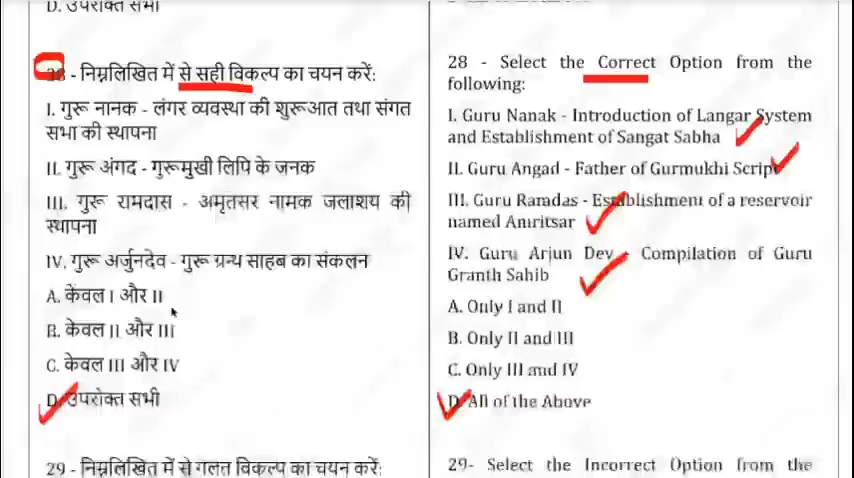 D. उपरोक्त सभी
28 - निम्नलिखित में से सही विकल्प का चयन करें:
I. गुरू नानक - लंगर व्यवस्था की शुरूआत तथा संगत
सभा की स्थापना
II. गुरू अंगद - गुरूमुखी लिपि के जनक
III. गुरू रामदास - अमृतसर नामक जलाशय की
स्थापना
IV. गुरू अर्जुनदेव - गुरू ग्रन्थ साहब का संकलन
A. केवल I और II
B. केवल II और III
C. केवल III और IV
D. उपरोक्त सभी
29 - निम्नलिखित में से गलत विकल्प का चयन करें:
28 - Select the Correct Option from the
following:
I. Guru Nanak - Introduction of Langar System
and Establishment of Sangat Sabha
II. Guru Angad - Father of Gurmukhi Script
III. Guru Ramdas - Establishment of a reservoir
named Amritsar
IV. Guru Arjun Dev - Compilation of Guru
Granth Sahib
A. Only I and II
B. Only II and III
C. Only III and IV
D. All of the Above
29- Select the Incorrect Option from the